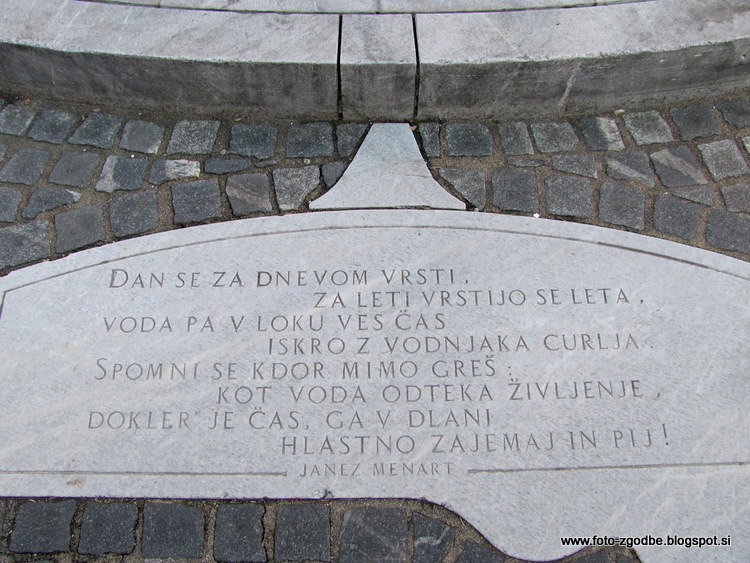 DAN SE ZA DNEVOM VRSTI,
ZA LETI VRSTIJO SE LETA,
VODA PA V LOKU VES ČAS
ISKRO Z VODNJAKA CURLJA.
SPOMNI SE KDOR MIMO GREŠ:
KOT VODA ODTEKA ŽIVLJENJE,
DOKLER JE ČAS, GA V DLANI
HLASTNO ZAJEMAJ IN PIJ!
JANEZ MENART
www.foto-zgodbe.blogspot.si